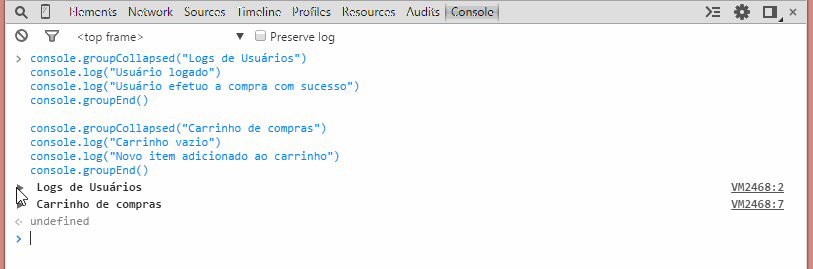 Elements Network Sources Timeline Profiles Resources Audits Console
<top frame> Preserve log
console.groupCollapsed("Logs de Usuários")
console.log("Usuário logado")
console.log("Usuário efetuo a compra com sucesso")
console.groupEnd()
console.groupCollapsed("Carrinho de compras")
console.log("Carrinho vazio")
console.log("Novo item adicionado ao carrinho")
console.groupEnd()
Logs de Usuários VM2468:2
Carrinho de compras VM2468:7
undefined